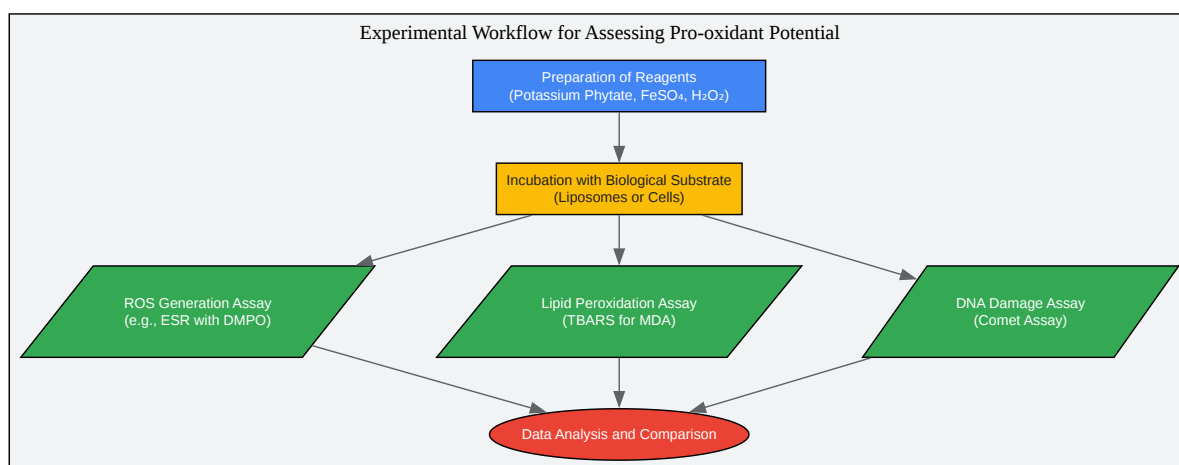 Experimental Workflow for Assessing Pro-oxidant Potential
Preparation of Reagents
(Potassium Phytate, FeSO₄, H₂O₂)
Incubation with Biological Substrate
(Liposomes or Cells)
ROS Generation Assay
(e.g., ESR with DMPO)
Lipid Peroxidation Assay
(TBARS for MDA)
DNA Damage Assay
(Comet Assay)
Data Analysis and Comparison